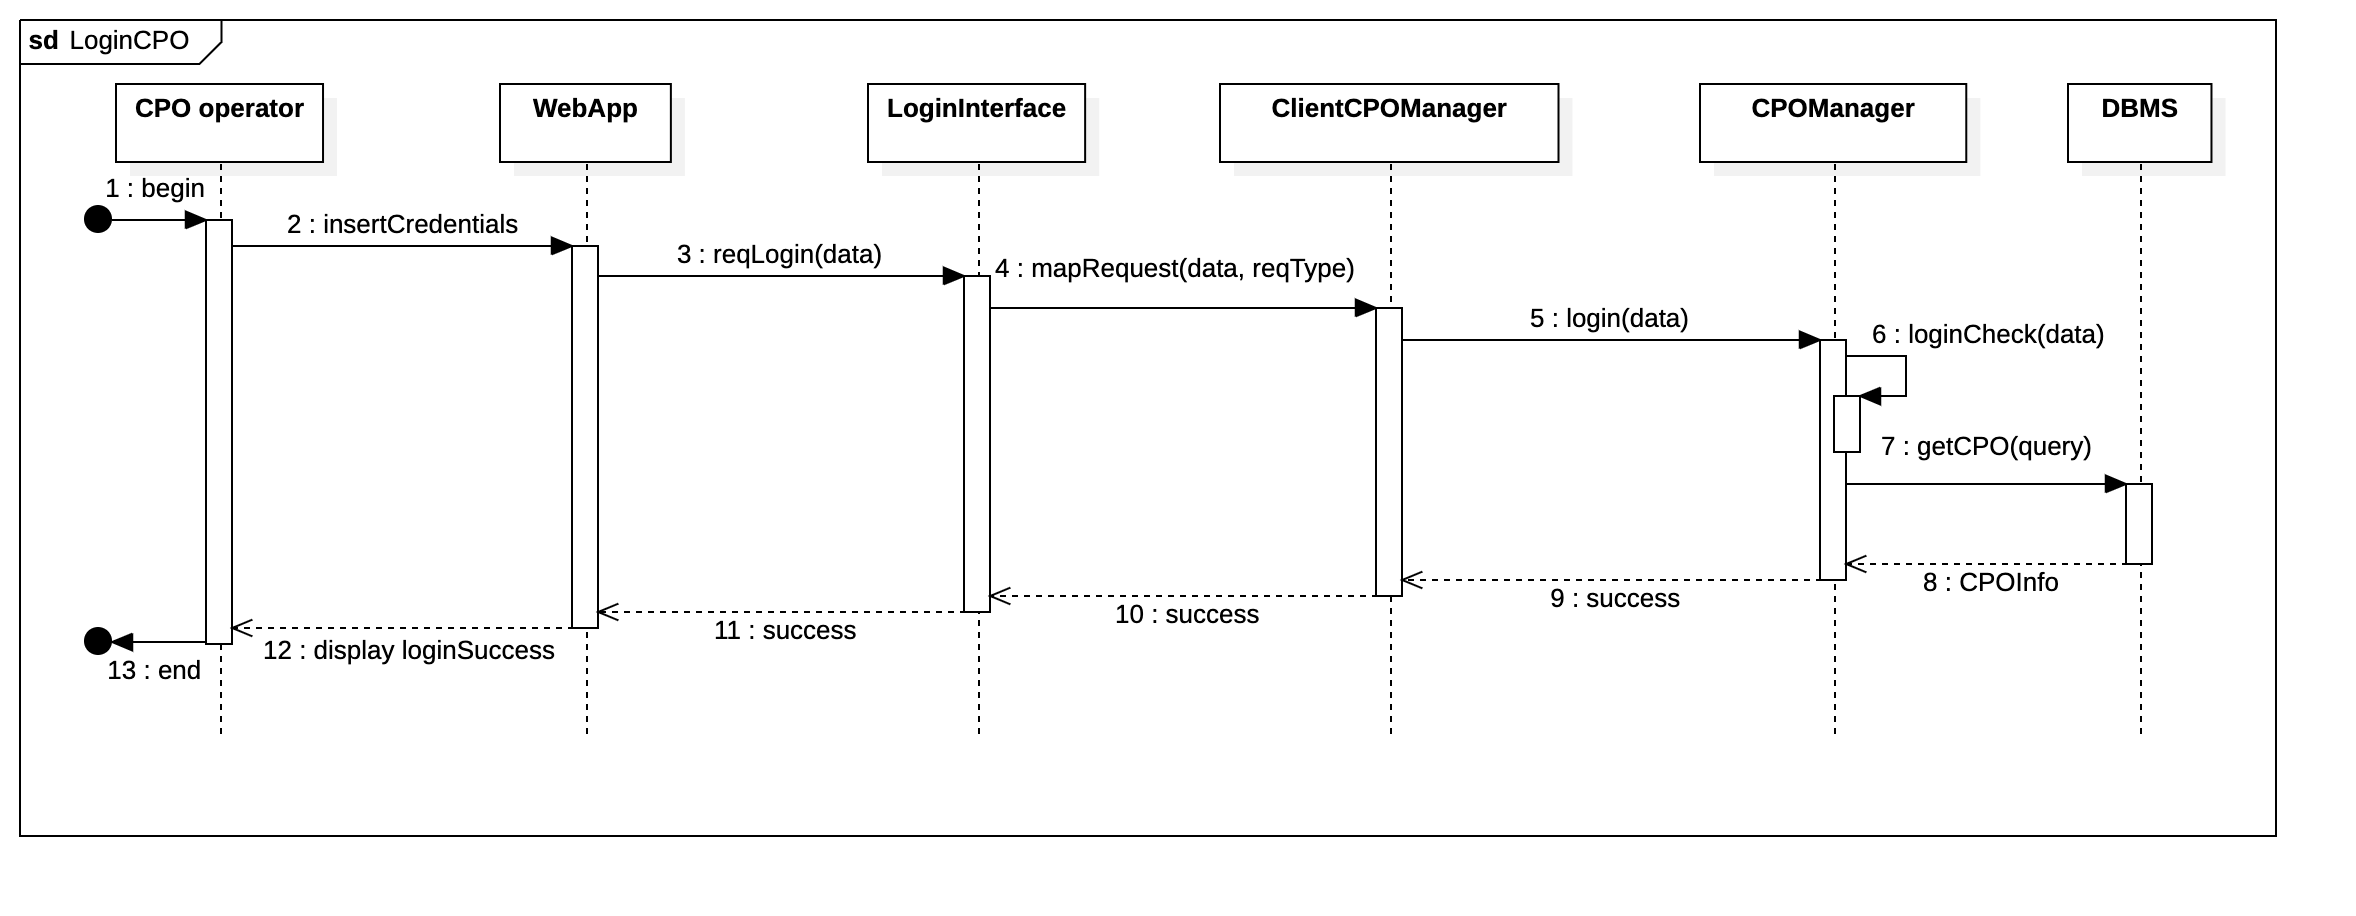 sd LoginCPO
CPO operator
WebApp
LoginInterface
ClientCPOManager
CPOManager
DBMS
1 : begin
2 : insertCredentials
3 : reqLogin(data)
4 : mapRequest(data, reqType)
5 : login(data)
6 : loginCheck(data)
7 : getCPO(query)
8 : CPOInfo
9 : success
10 : success
11 : success
12 : display loginSuccess
13 : end